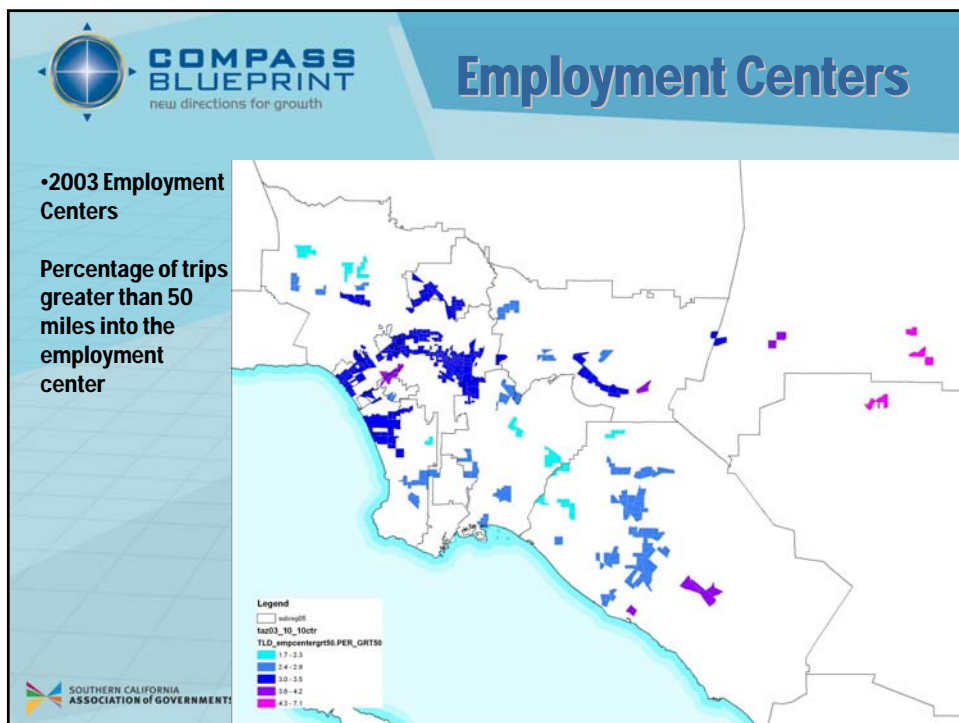 COMPASS
BLUEPRINT
new directions for growth
Employment Centers
•2003 Employment
Centers
Percentage of trips
greater than 50
miles into the
employment
center
Legend
subreg05
taz03_10_10ctr
TLD_empcentergrt50.PER_GRT50
1.7 - 2.3
2.4 - 2.9
3.0 - 3.5
3.6 - 4.2
4.3 - 7.1
SOUTHERN CALIFORNIA
ASSOCIATION of GOVERNMENTS